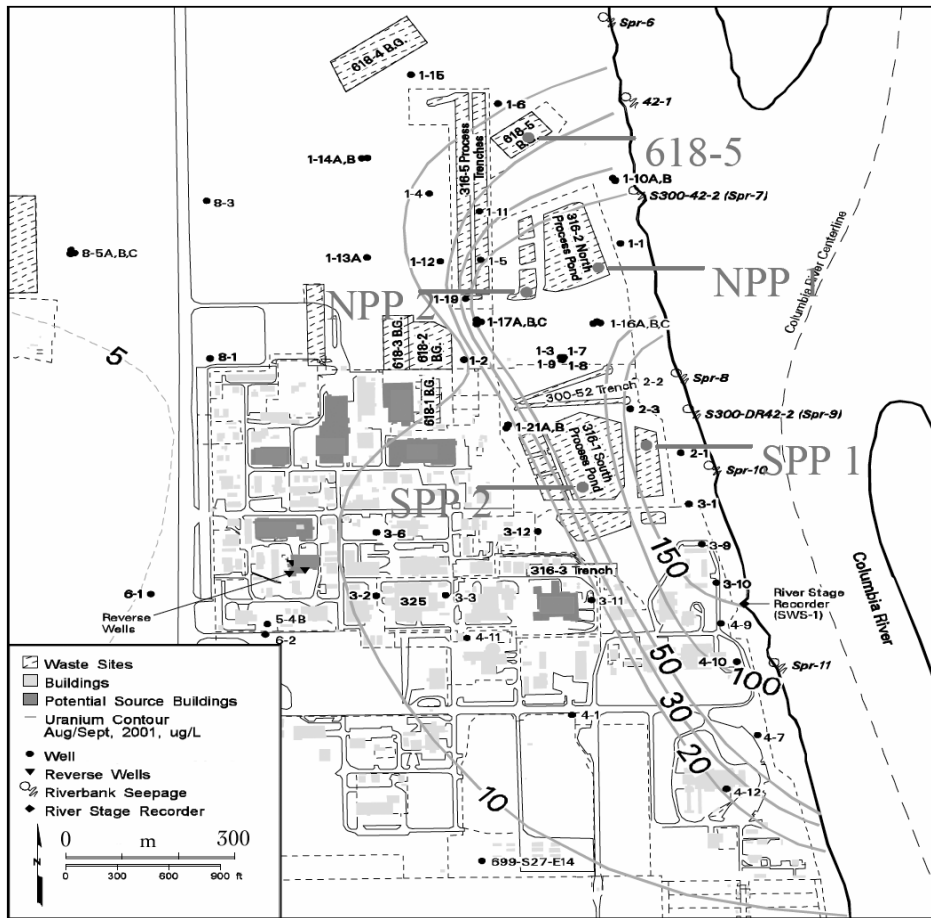 Spr-6
618-4 B.G.
1-15
1-6
42-1
618-5
B.G.
618-5
316-5 Process
Trenches
1-14A,B
1-10A,B
1-4
S300-42-2 (Spr-7)
8-3
1-11
316-2 North
Process Pond
1-1
8-5A,B,C
1-13A
1-12
1-5
NPP 1
NPP 2
1-19
Columbia River Centerline
1-17A,B,C
1-16A,B,C
618-3 B.G.
618-2
B.G.
5
8-1
1-2
1-3
1-7
1-9
1-8
Spr-8
618-1 B.G.
300-52 Trench
2-2
2-3
S300-DR42-2 (Spr-9)
1-21A,B
316-1 South
Process
Pond
2-1
SPP 1
Spr-10
SPP 2
3-1
3-6
3-12
150
3-9
316-3 Trench
3-10
6-1
Reverse
Wells
3-2
325
3-3
3-11
River Stage
Recorder
(SWS-1)
Columbia River
5-4B
6-2
4-11
4-9
50
4-10
100
Spr-11
30
4-1
4-7
20
10
4-12
699-S27-E14
Waste Sites
Buildings
Potential Source Buildings
Uranium Contour
Aug/Sept, 2001, ug/L
Well
Reverse Wells
Riverbank Seepage
River Stage Recorder
0 m 300
N
0 300 600 900 ft